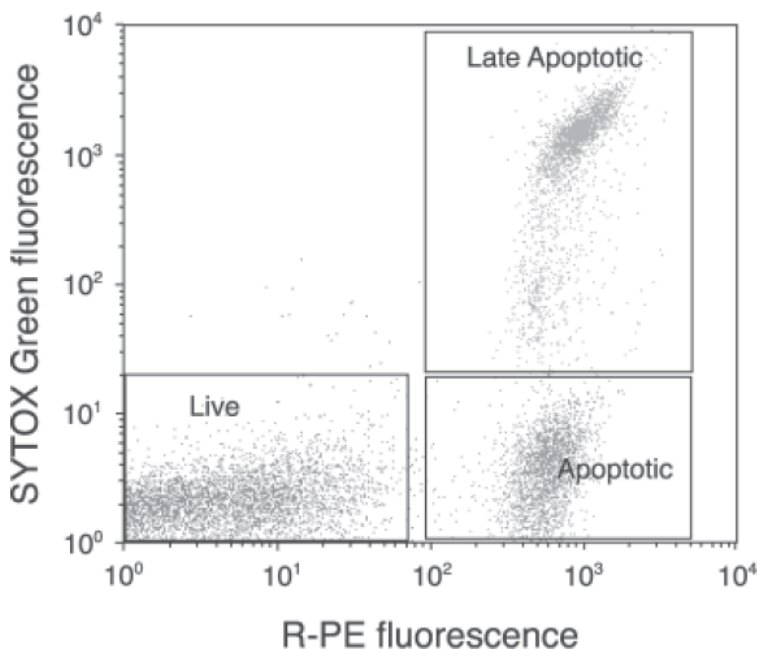 SYTOX Green fluorescence
10⁴
10³
10²
10¹
10⁰
Late Apoptotic
Live
Apoptotic
10⁰ 10¹ 10² 10³ 10⁴
R-PE fluorescence